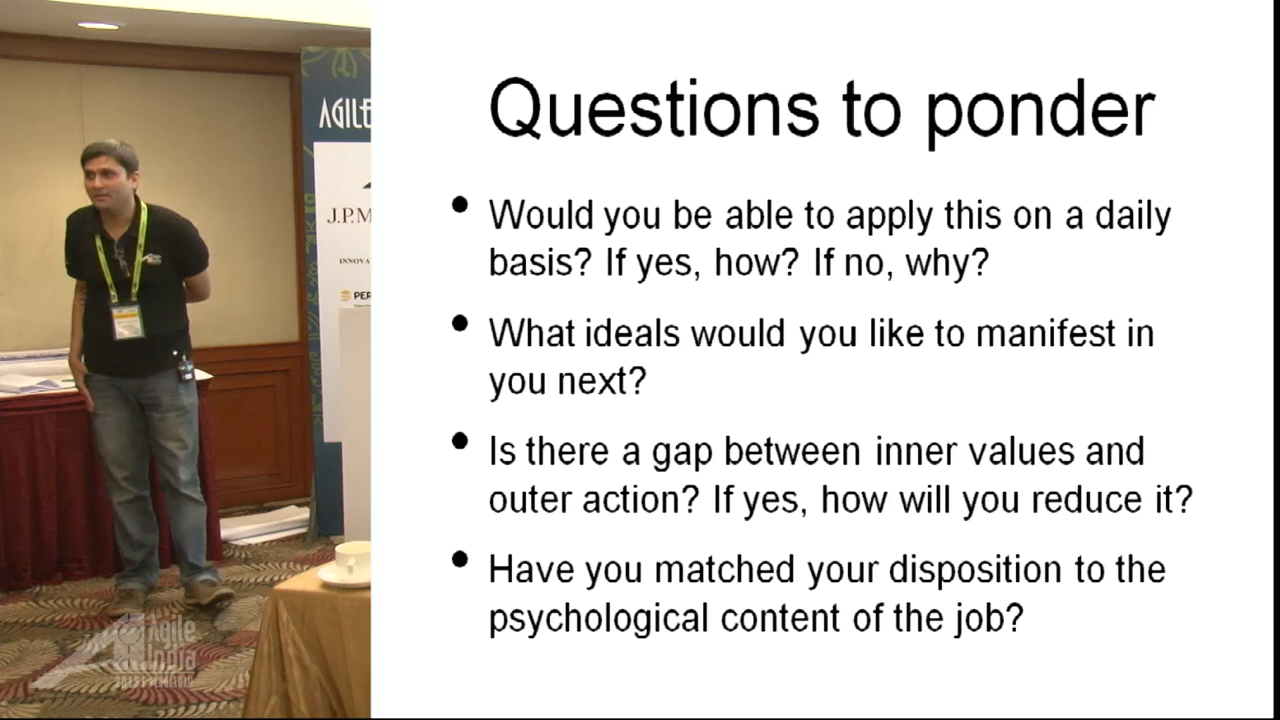 Questions to ponder
• Would you be able to apply this on a daily
basis? If yes, how? If no, why?
• What ideals would you like to manifest in
you next?
• Is there a gap between inner values and
outer action? If yes, how will you reduce it?
• Have you matched your disposition to the
psychological content of the job?
AGILE
J.P.M
INNOVA
PER
Agile
India
2015 | BENGALURU